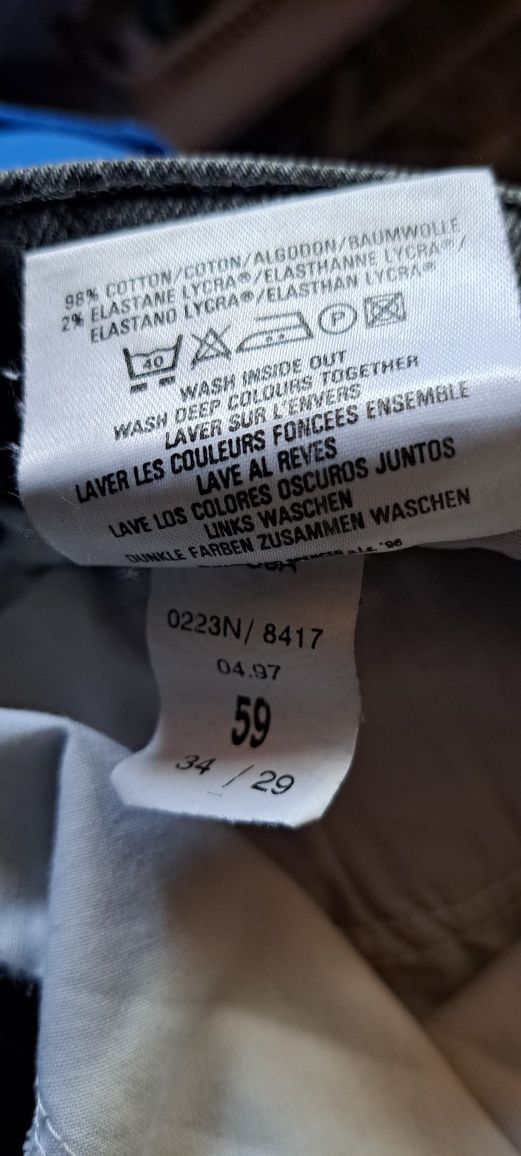 98% COTTON/COTON/ALGODON/BAUMWOLLE
2% ELASTANE LYCRA®/ELASTHANNE LYCRA®/
ELASTANO LYCRA®/ELASTHAN LYCRA®
40 P
WASH INSIDE OUT
WASH DEEP COLOURS TOGETHER
LAVER SUR L'ENVERS
LAVER LES COULEURS FONCEES ENSEMBLE
LAVE AL REVES
LAVE LOS COLORES OSCUROS JUNTOS
LINKS WASCHEN
DUNKLE FARBEN ZUSAMMEN WASCHEN
'96
0223N/ 8417
04.97
59
34 / 29